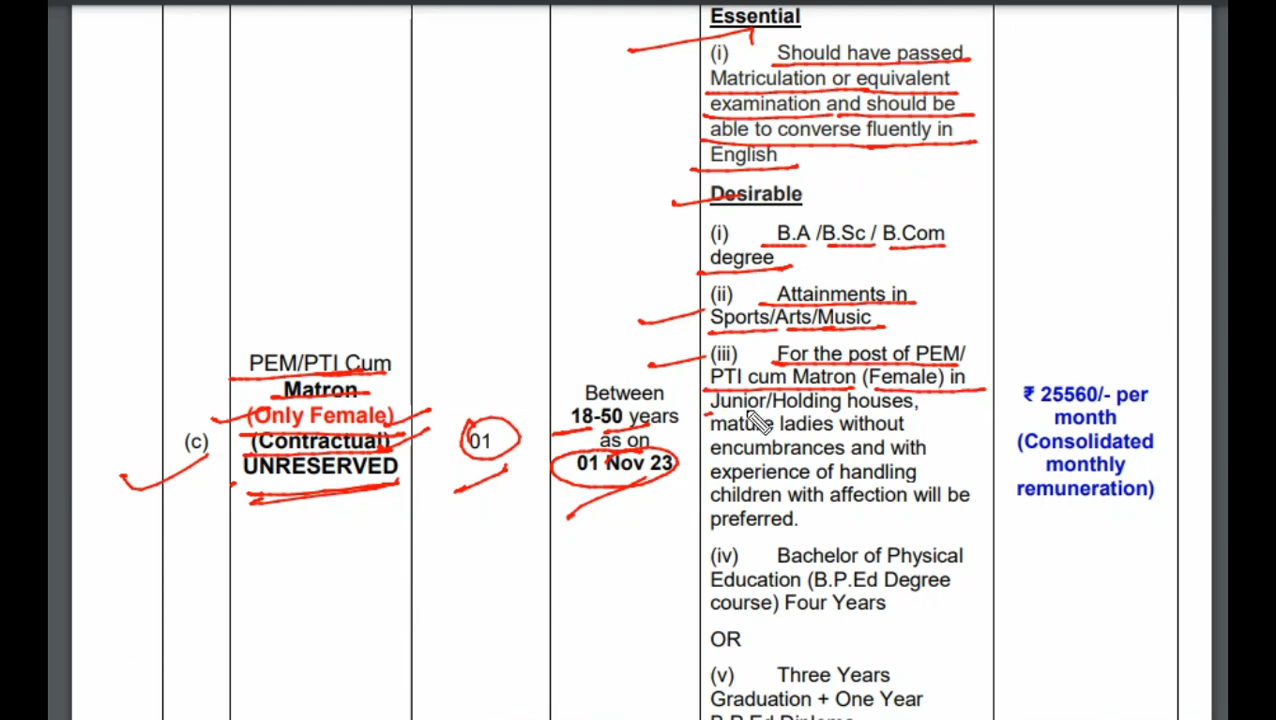 Essential
(i) Should have passed
Matriculation or equivalent
examination and should be
able to converse fluently in
English
Desirable
(i) B.A /B.Sc / B.Com
degree
(ii) Attainments in
Sports/Arts/Music
(iii) For the post of PEM/
PTI cum Matron (Female) in
Junior/Holding houses,
mature ladies without
encumbrances and with
experience of handling
children with affection will be
preferred.
(iv) Bachelor of Physical
Education (B.P.Ed Degree
course) Four Years
OR
(v) Three Years
Graduation + One Year
B.P.Ed Diploma
(c)
PEM/PTI Cum
Matron
(Only Female)
(Contractual)
UNRESERVED
01
Between
18-50 years
as on
01 Nov 23
₹ 25560/- per
month
(Consolidated
monthly
remuneration)